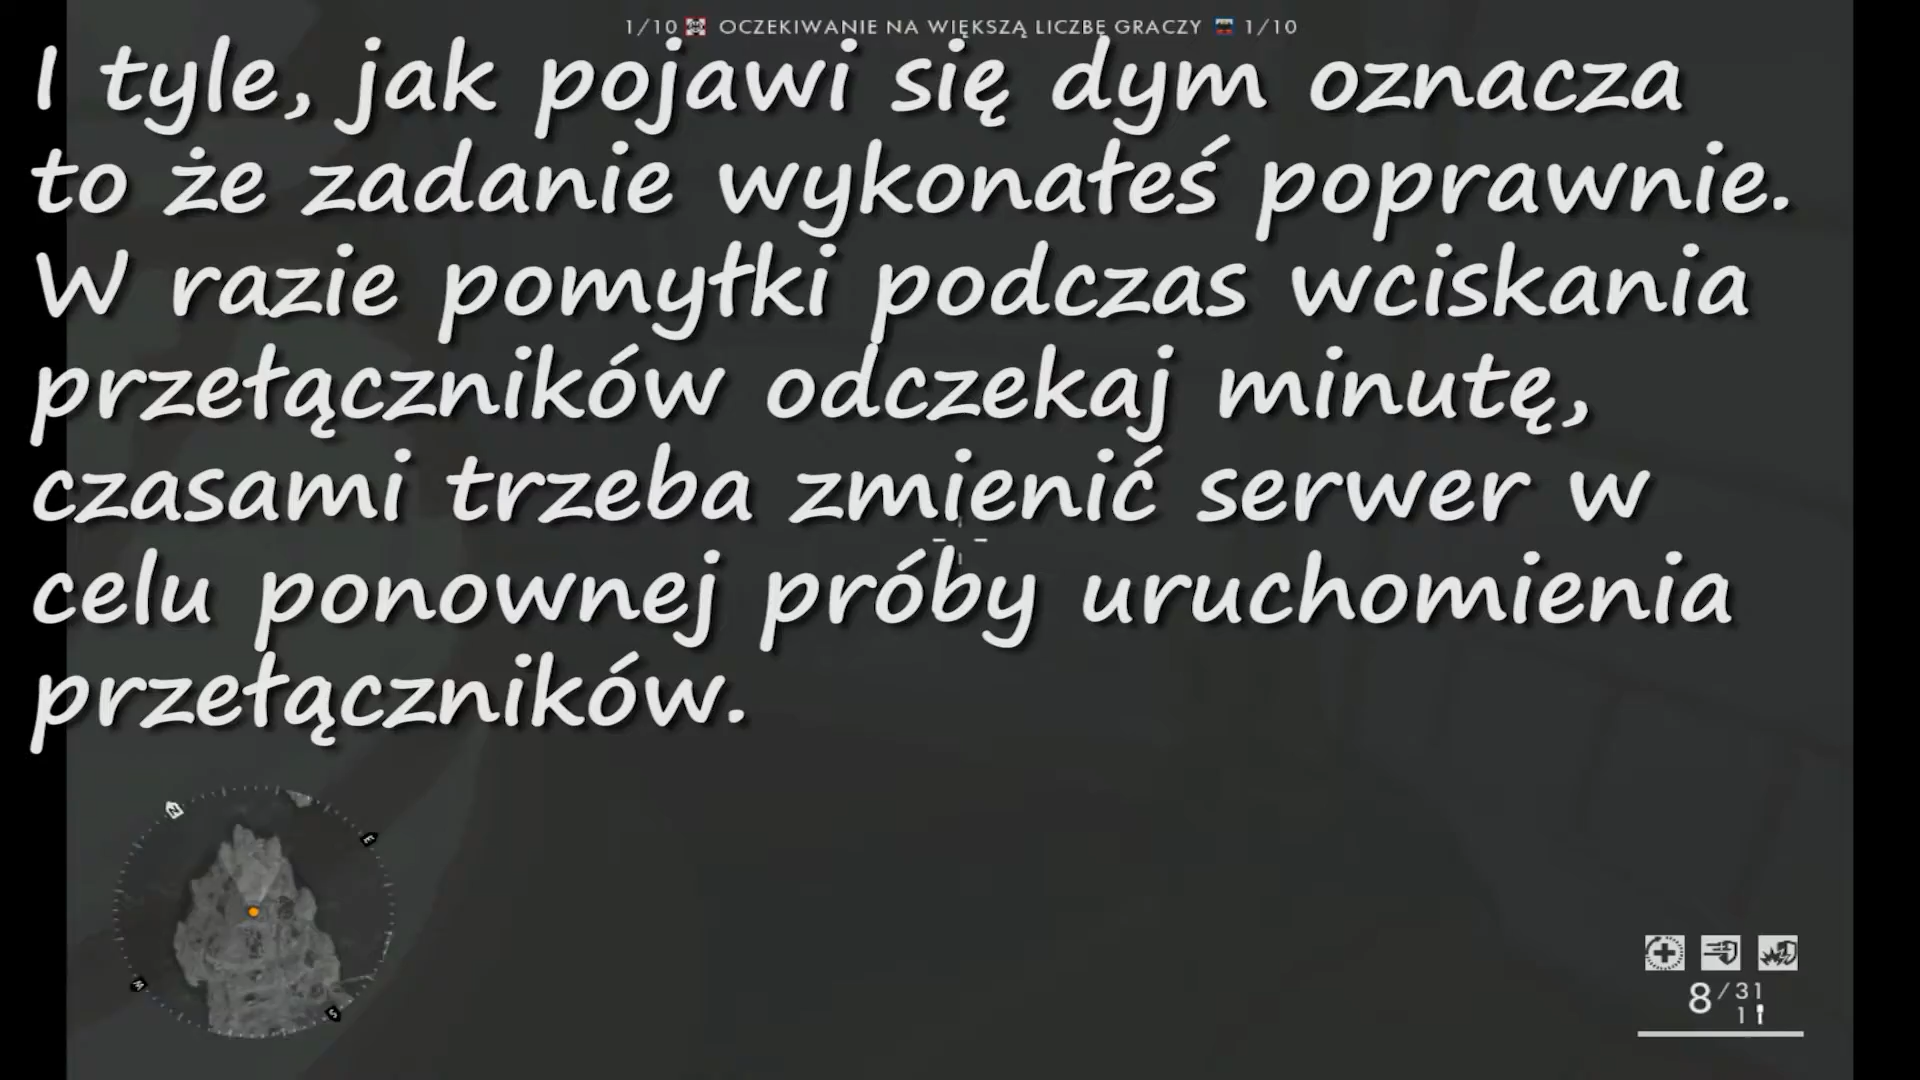 1/10 OCZEKIWANIE NA WIĘKSZĄ LICZBĘ GRACZY 1/10
I tyle, jak pojawi się dym oznacza
to że zadanie wykonałeś poprawnie.
W razie pomyłki podczas wciskania
przełączników odczekaj minutę,
czasami trzeba zmienić serwer w
celu ponownej próby uruchomienia
przełączników.
N
E
W
S
8/31
1